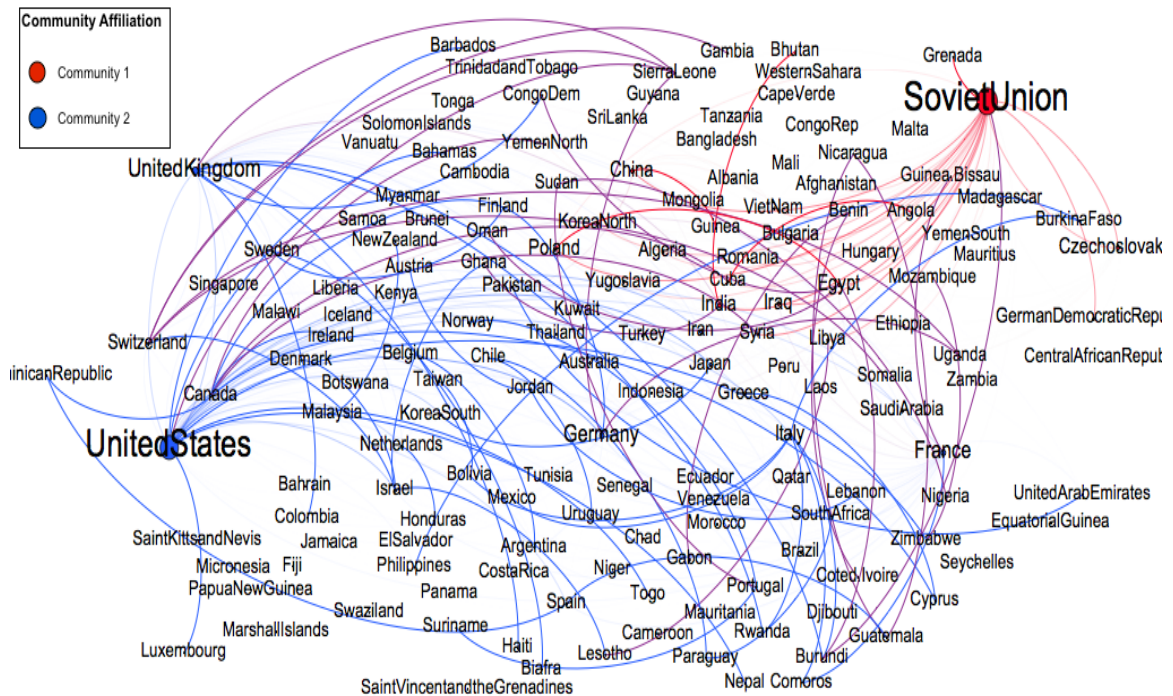 Community Affiliation
Community 1
Community 2
Barbados
Gambia
Bhutan
Grenada
TrinidadandTobago
SierraLeone
WesternSahara
Tonga
CongoDem
Guyana
CapeVerde
SovietUnion
SolomonIslands
SriLanka
Tanzania
CongoRep
Malta
Vanuatu
YemenNorth
Bangladesh
Bahamas
Nicaragua
UnitedKingdom
Cambodia
China
Mali
Sudan
Albania
Afghanistan
Guinea.Bissau
Myanmar
Mongolia
Madagascar
Finland
VietNam
Samoa
Brunei
KoreaNorth
Guinea
Benin
Angola
BurkinaFaso
Oman
Bulgaria
YemenSouth
Sweden
NewZealand
Poland
Algeria
Romania
Hungary
Mauritius
Czechoslovak
Singapore
Austria
Ghana
Yugoslavia
Cuba
Egypt
Mozambique
Liberia
Kenya
Pakistan
India
Iraq
Malawi
Iceland
Kuwait
GermanDemocraticRepu
Norway
Thailand
Turkey
Iran
Syria
Ethiopia
Switzerland
Ireland
Libya
Denmark
Belgium
Chile
Australia
Japan
Peru
Uganda
CentralAfricanRepub
inicanRepublic
Botswana
Taiwan
Jordan
Indonesia
Greece
Laos
Somalia
Zambia
Canada
Malaysia
KoreaSouth
SaudiArabia
UnitedStates
Netherlands
Germany
Italy
France
Bolivia
Tunisia
Ecuador
Qatar
Bahrain
Israel
Mexico
Senegal
Venezuela
Lebanon
Nigeria
UnitedArabEmirates
Colombia
Honduras
Uruguay
Morocco
SouthAfrica
EquatorialGuinea
SaintKittsandNevis
Jamaica
ElSalvador
Argentina
Chad
Gabon
Brazil
Zimbabwe
Seychelles
Micronesia
Fiji
Philippines
CostaRica
Niger
CotedIvoire
PapuaNewGuinea
Panama
Togo
Portugal
Cyprus
Swaziland
Spain
Mauritania
Djibouti
MarshallIslands
Suriname
Cameroon
Rwanda
Guatemala
Luxembourg
Haiti
Lesotho
Paraguay
Burundi
Biafra
SaintVincentandtheGrenadines
Nepal
Comoros